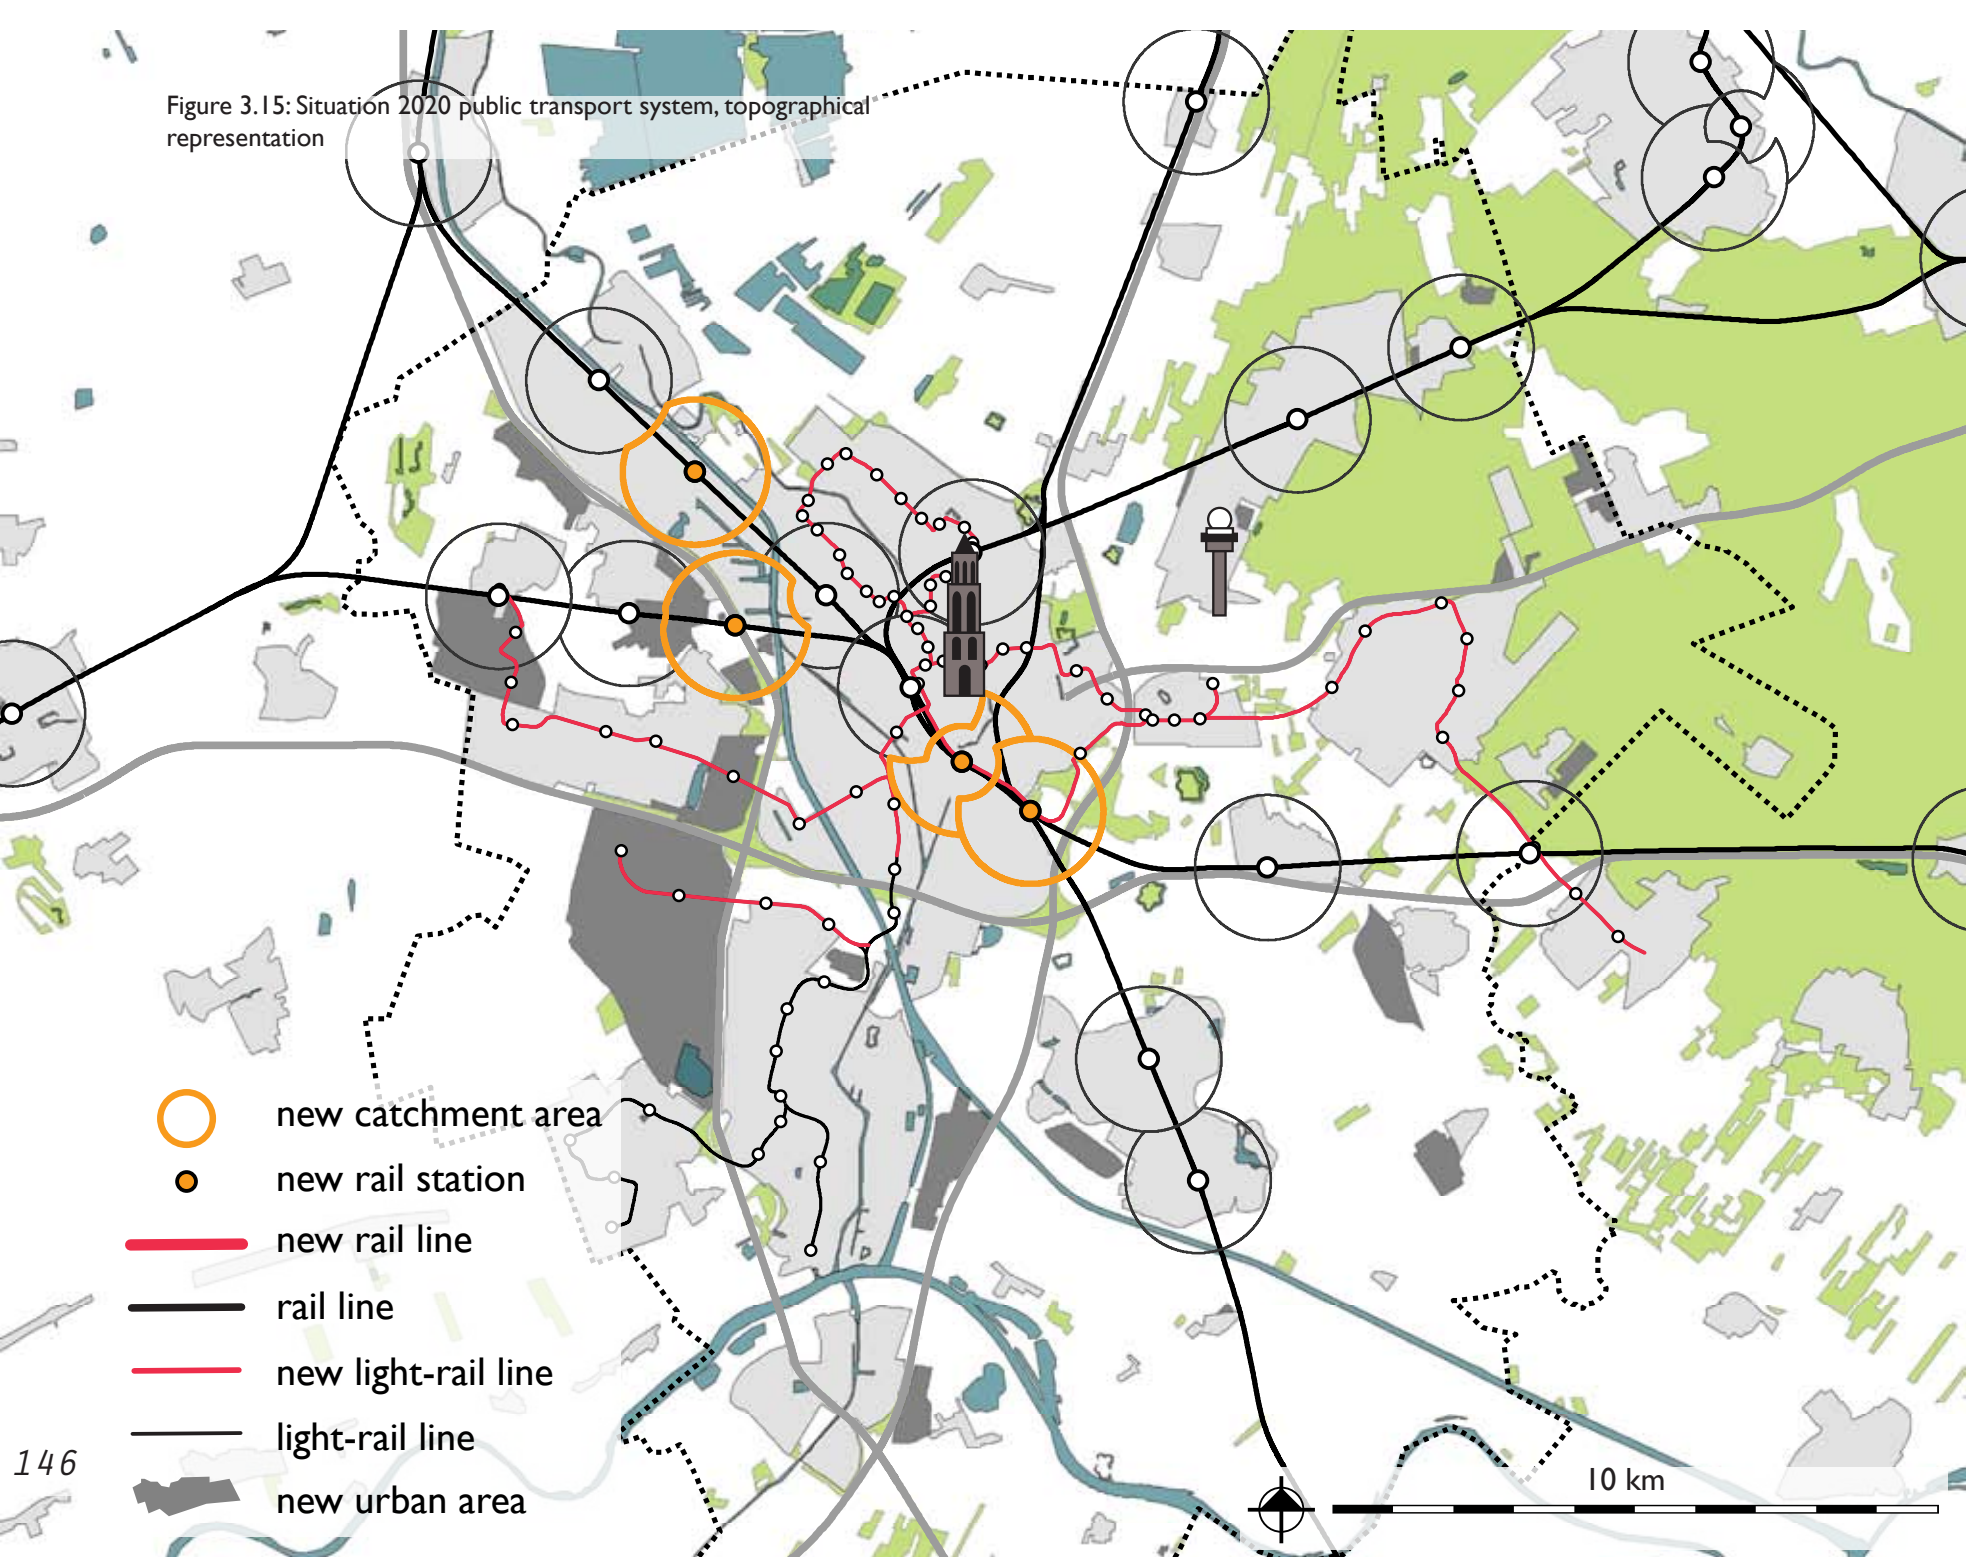 Figure 3.15: Situation 2020 public transport system, topographical
representation
new catchment area
new rail station
new rail line
rail line
new light-rail line
light-rail line
new urban area
146
10 km